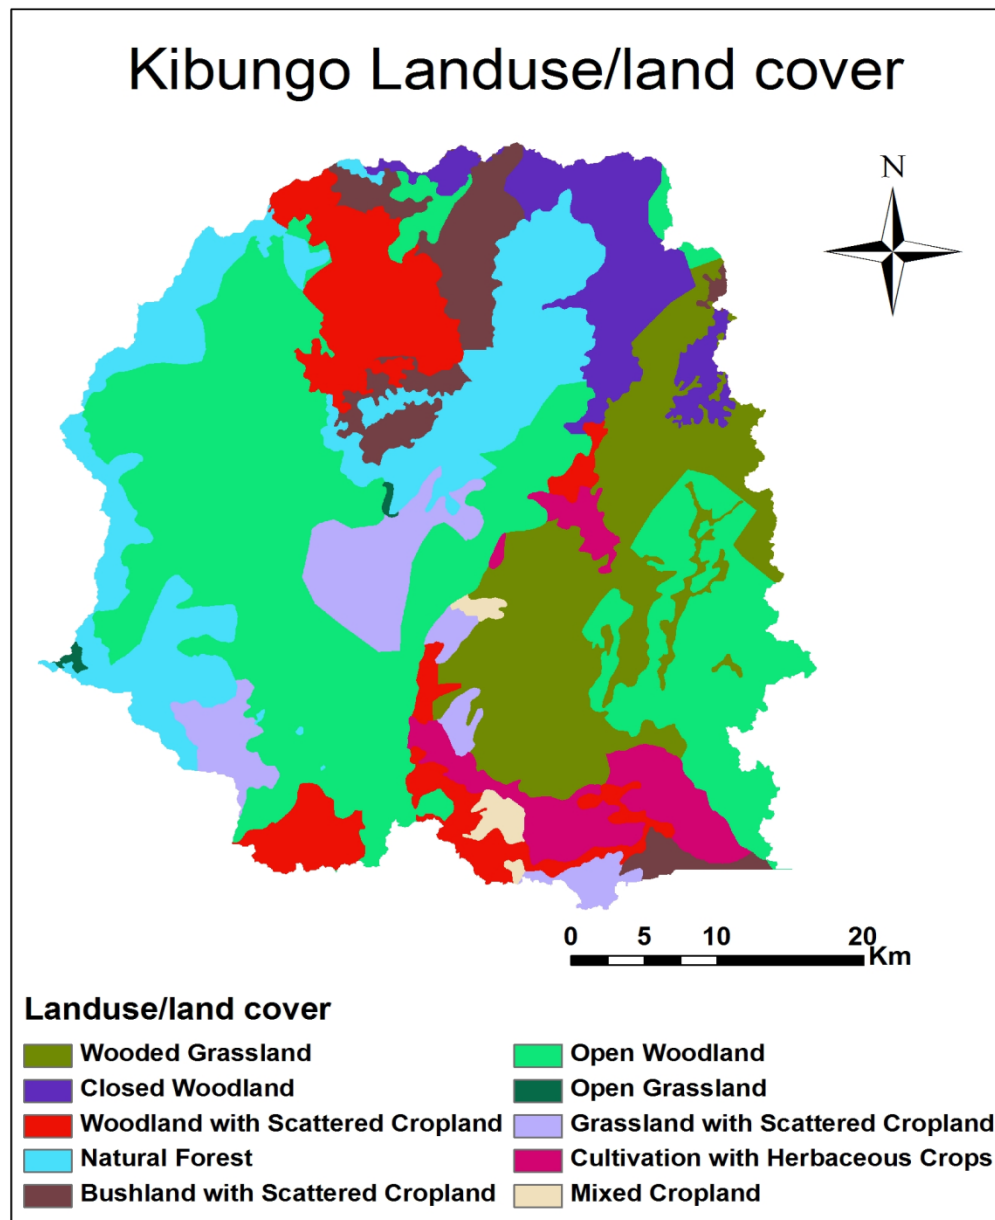 Kibungo Landuse/land cover
N
0 5 10 20
Km
Landuse/land cover
Wooded Grassland
Closed Woodland
Woodland with Scattered Cropland
Natural Forest
Bushland with Scattered Cropland
Open Woodland
Open Grassland
Grassland with Scattered Cropland
Cultivation with Herbaceous Crops
Mixed Cropland